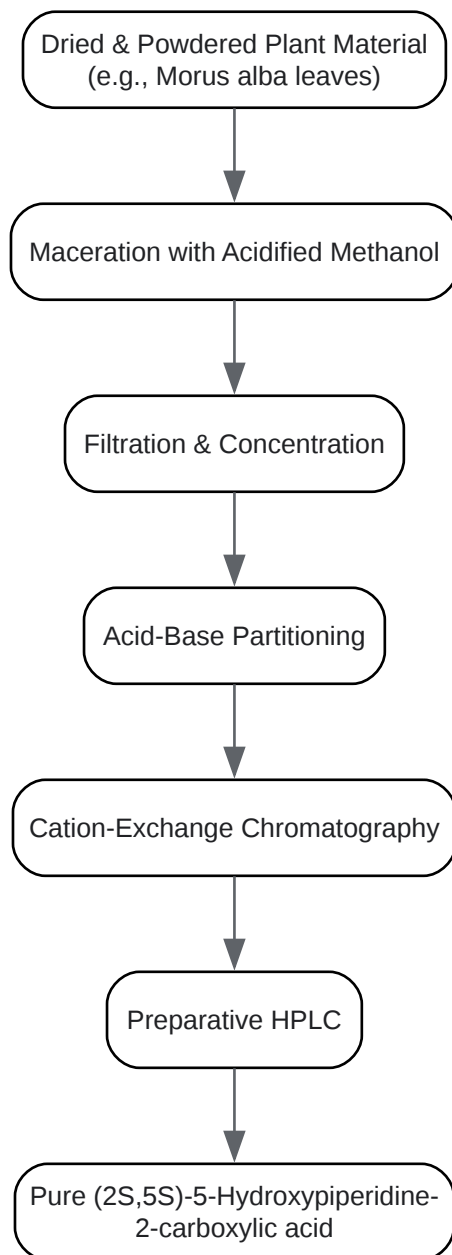 Dried & Powdered Plant Material
(e.g., Morus alba leaves)
Maceration with Acidified Methanol
Filtration & Concentration
Acid-Base Partitioning
Cation-Exchange Chromatography
Preparative HPLC
Pure (2S,5S)-5-Hydroxypiperidine-
2-carboxylic acid